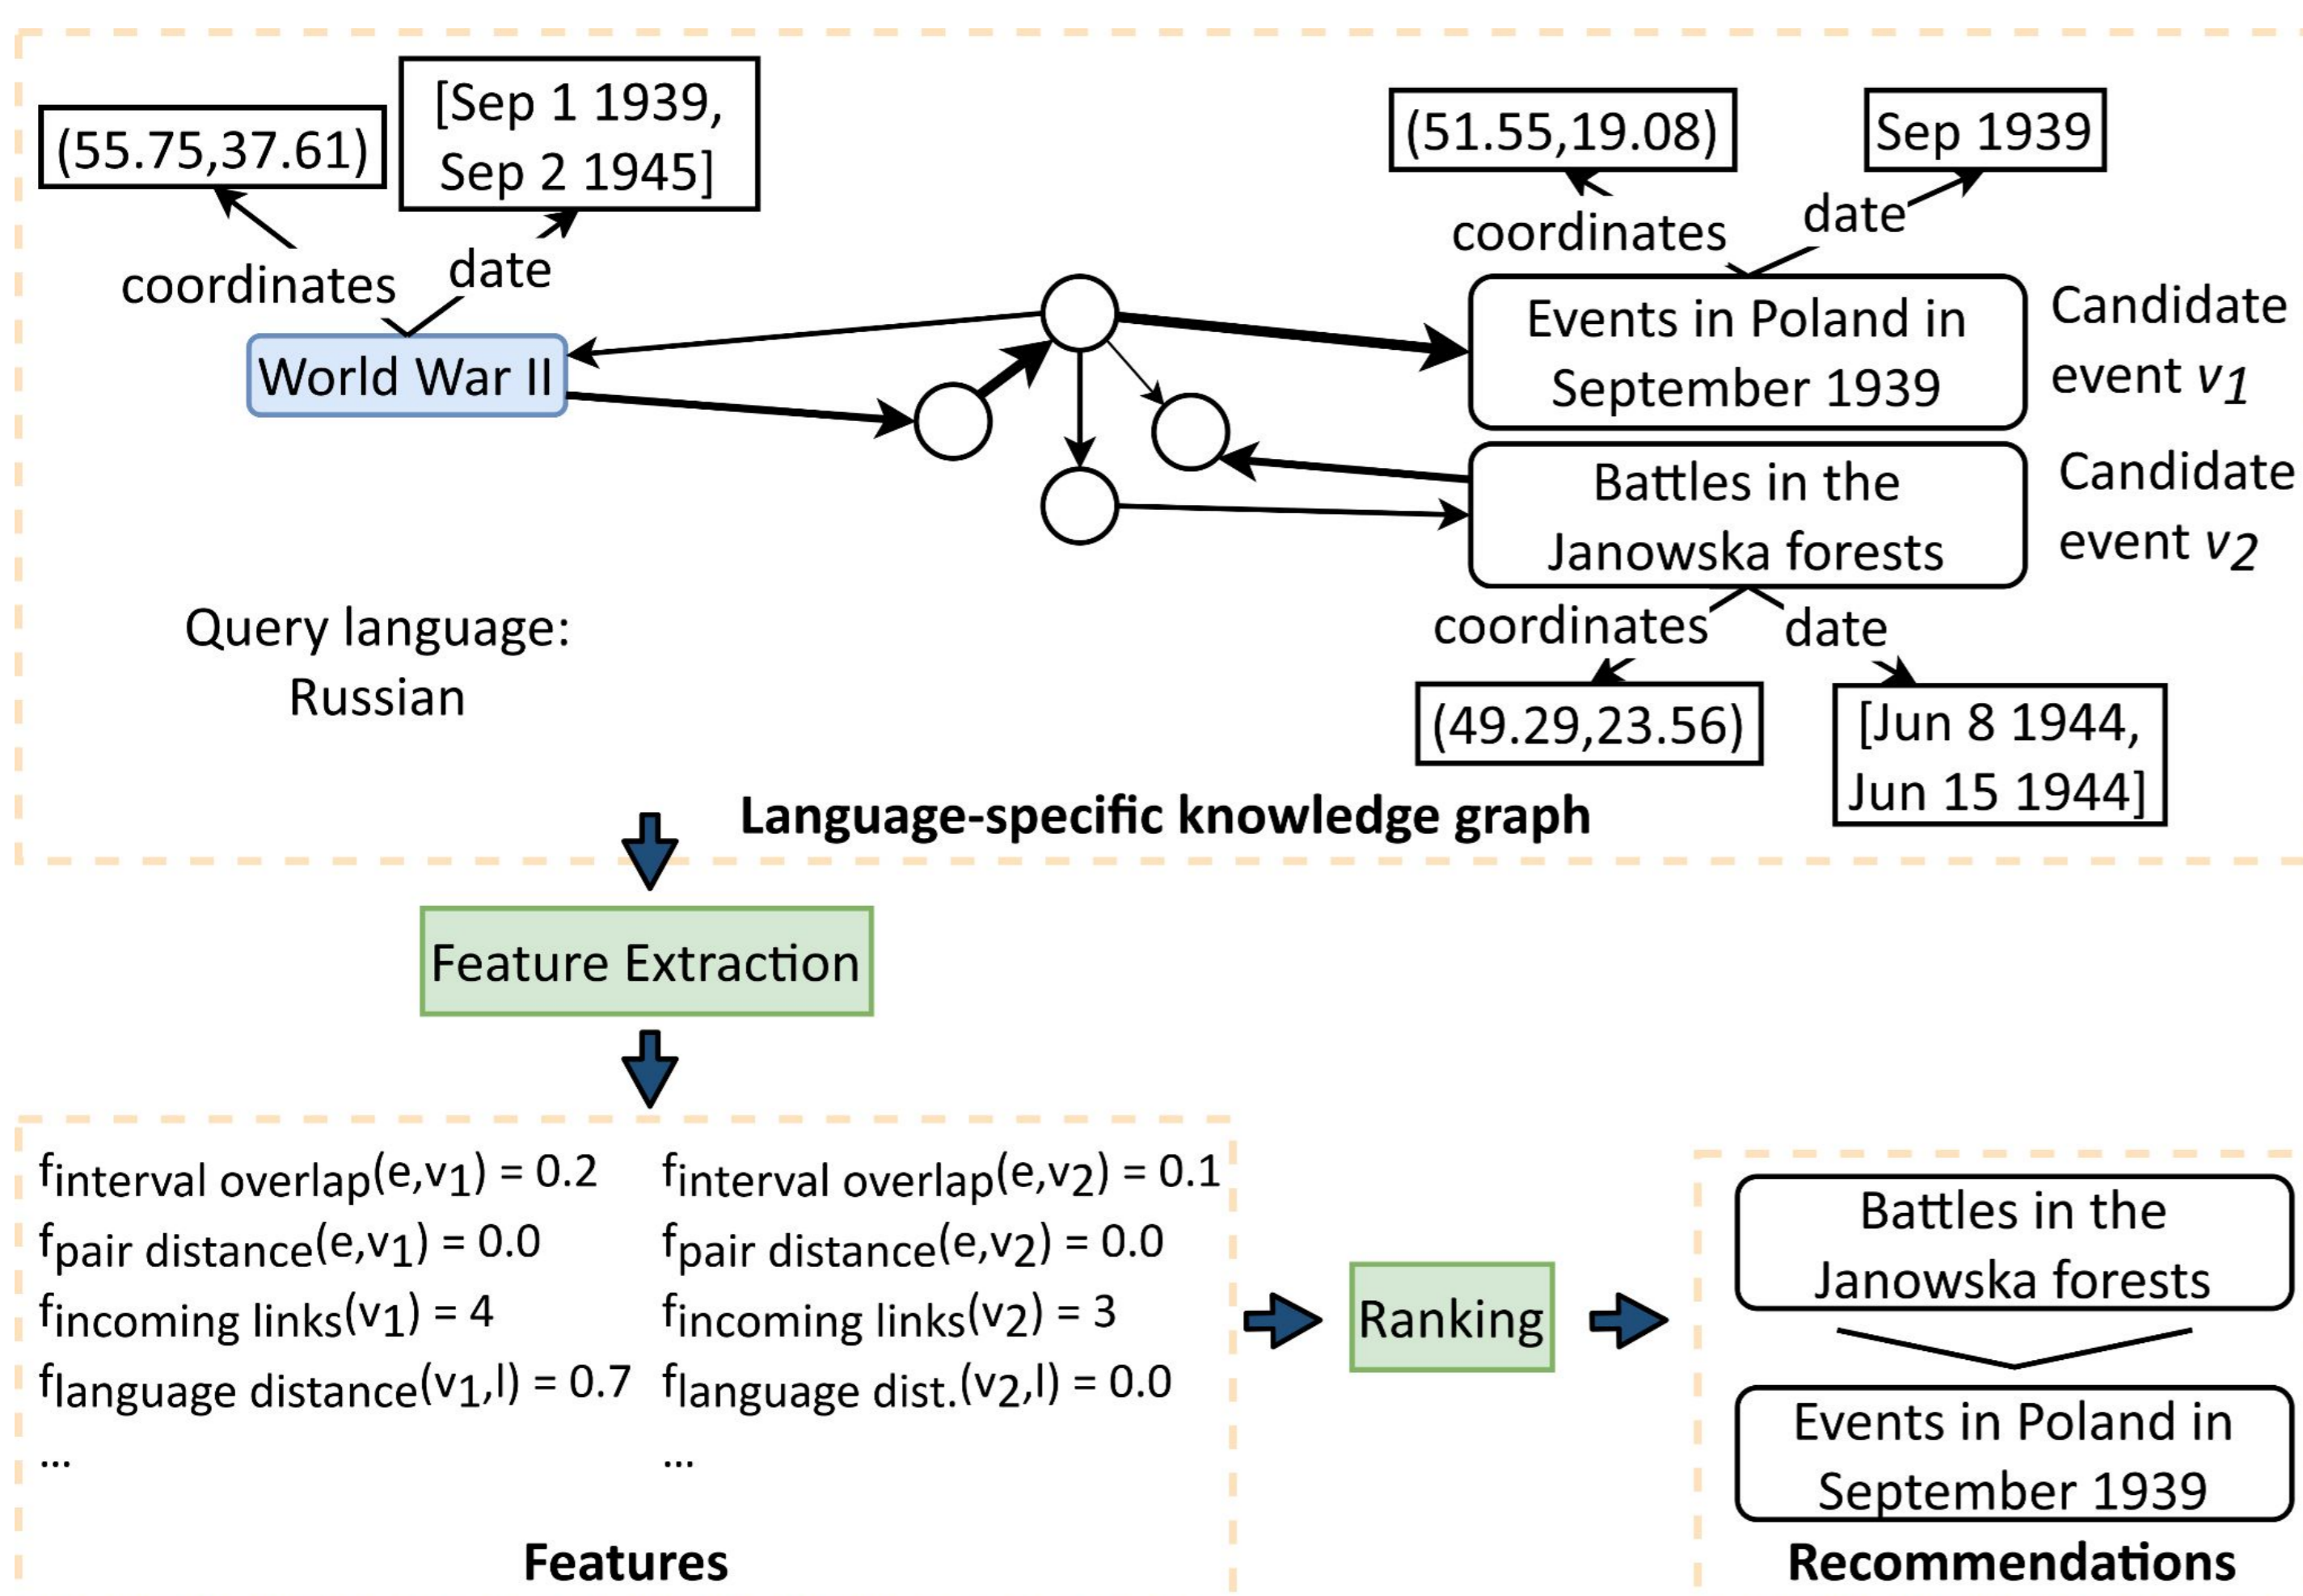 (55.75,37.61)
[Sep 1 1939,
Sep 2 1945]
coordinates
date
World War II
(51.55,19.08)
Sep 1939
coordinates
date
Events in Poland in
September 1939
Candidate
event v1
Battles in the
Janowska forests
Candidate
event v2
coordinates
date
(49.29,23.56)
[Jun 8 1944,
Jun 15 1944]
Query language:
Russian
Language-specific knowledge graph
Feature Extraction
finterval overlap(e,v1) = 0.2
fpair distance(e,v1) = 0.0
fincoming links(v1) = 4
flanguage distance(v1,l) = 0.7
...
finterval overlap(e,v2) = 0.1
fpair distance(e,v2) = 0.0
fincoming links(v2) = 3
flanguage dist.(v2,l) = 0.0
...
Features
Ranking
Battles in the
Janowska forests
Events in Poland in
September 1939
Recommendations